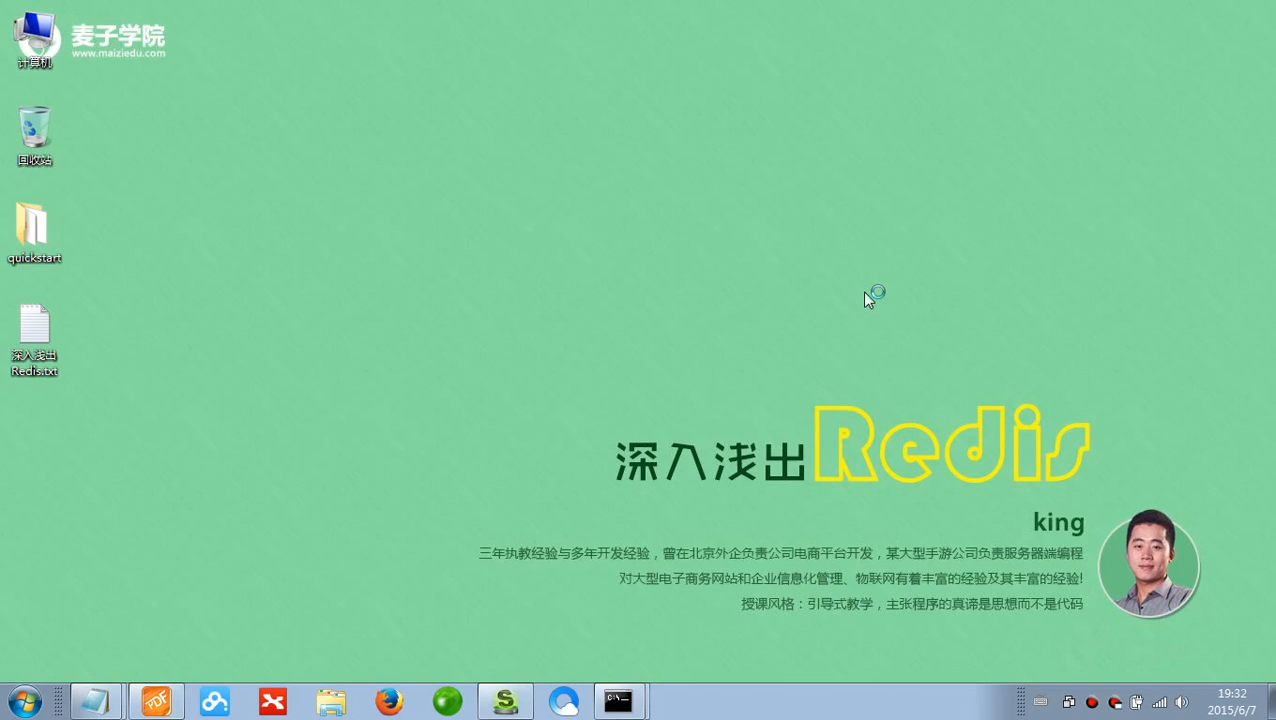 麦子学院
www.maiziedu.com
计算机
回收站
quickstart
深入浅出
Redis.txt
深入浅出Redis
king
三年执教经验与多年开发经验，曾在北京外企负责公司电商平台开发，某大型手游公司负责服务器端编程
对大型电子商务网站和企业信息化管理、物联网有着丰富的经验及其丰富的经验!
授课风格：引导式教学，主张程序的真谛是思想而不是代码
PDF
S
C:\_
19:32
2015/6/7